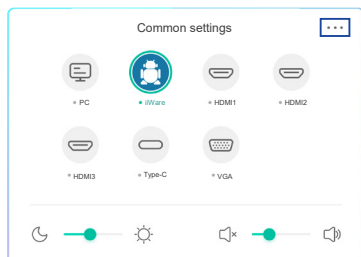 Common settings
PC
iiWare
HDMI1
HDMI2
HDMI3
Type-C
VGA